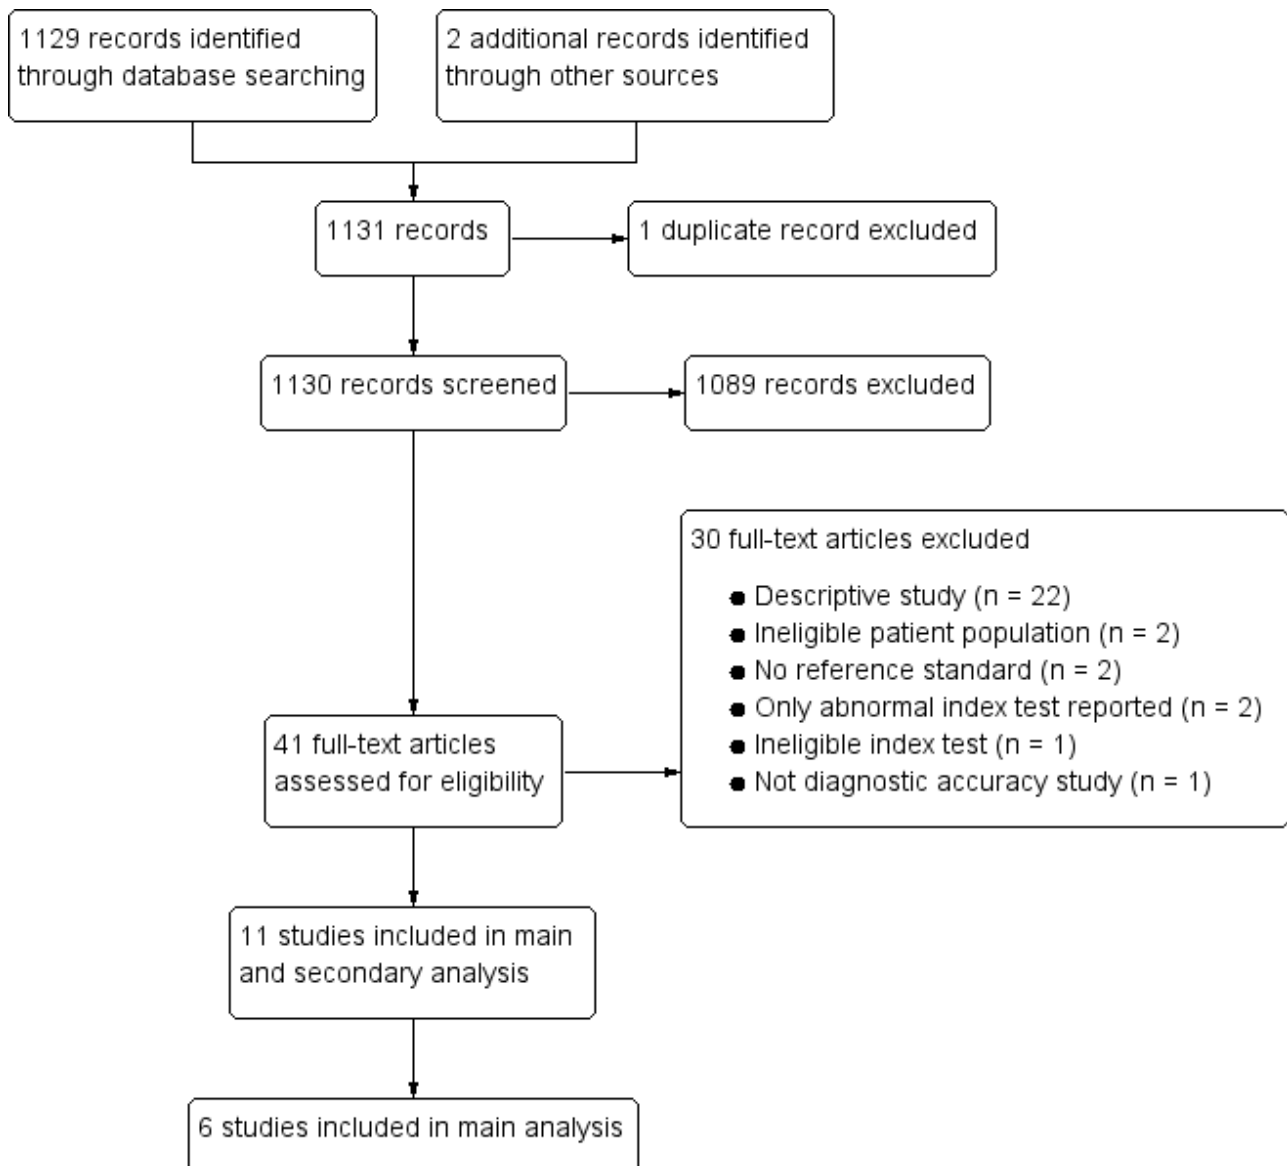 1129 records identified
through database searching
2 additional records identified
through other sources
1131 records
1 duplicate record excluded
1130 records screened
1089 records excluded
30 full-text articles excluded
● Descriptive study (n = 22)
● Ineligible patient population (n = 2)
● No reference standard (n = 2)
● Only abnormal index test reported (n = 2)
● Ineligible index test (n = 1)
● Not diagnostic accuracy study (n = 1)
41 full-text articles
assessed for eligibility
11 studies included in main
and secondary analysis
6 studies included in main analysis